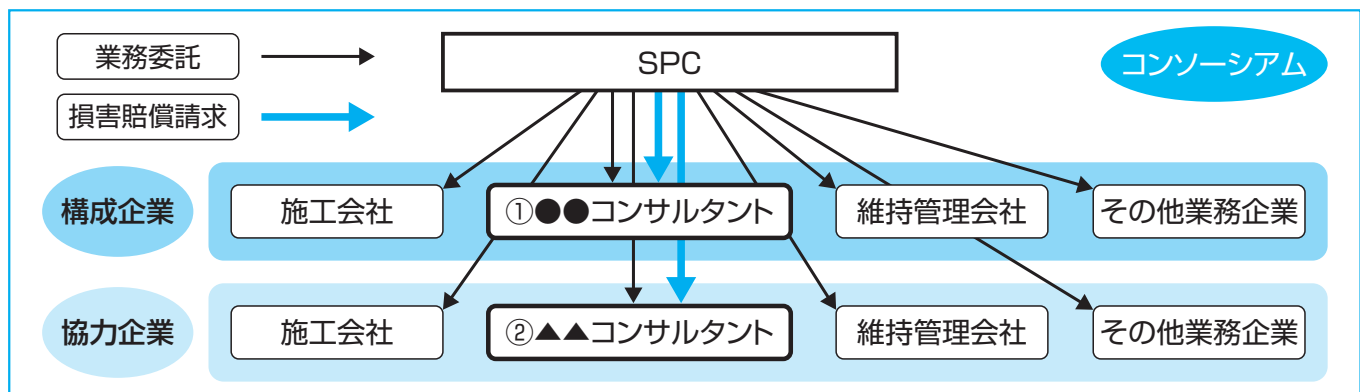 業務委託
SPC
コンソーシアム
損害賠償請求
構成企業
施工会社
①●●コンサルタント
維持管理会社
その他業務企業
協力企業
施工会社
②▲▲コンサルタント
維持管理会社
その他業務企業